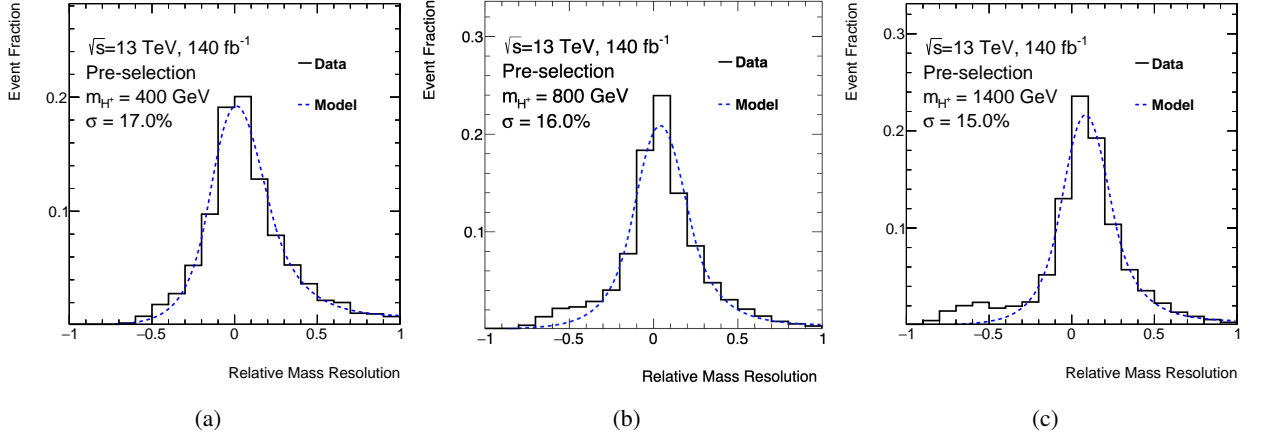 Event Fraction
√s=13 TeV, 140 fb⁻¹
Pre-selection
m_H⁺ = 400 GeV
σ = 17.0%
Data
Model
0.2
0.1
−1 −0.5 0 0.5 1
Relative Mass Resolution
(a)
Event Fraction
√s=13 TeV, 140 fb⁻¹
Pre-selection
m_H⁺ = 800 GeV
σ = 16.0%
Data
Model
0.3
0.2
0.1
−1 −0.5 0 0.5 1
Relative Mass Resolution
(b)
Event Fraction
√s=13 TeV, 140 fb⁻¹
Pre-selection
m_H⁺ = 1400 GeV
σ = 15.0%
Data
Model
0.3
0.2
0.1
−1 −0.5 0 0.5 1
Relative Mass Resolution
(c)